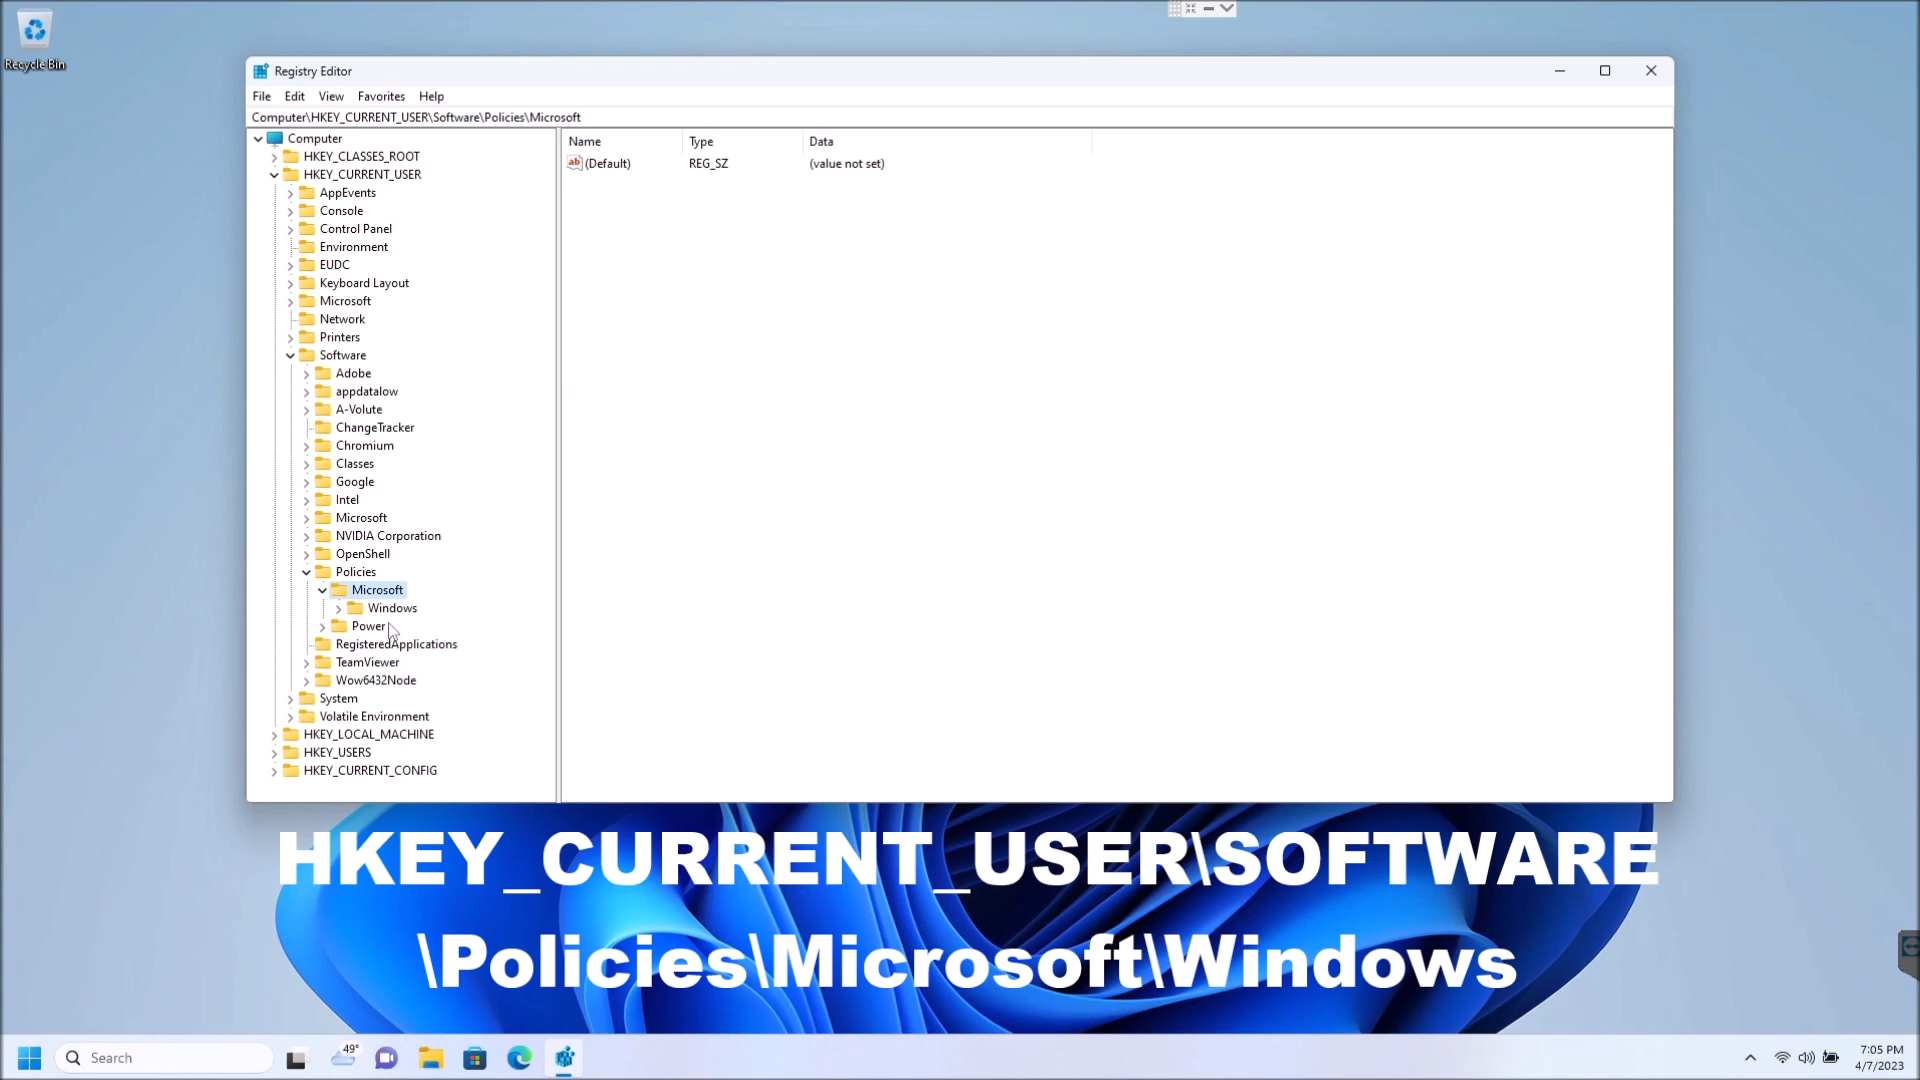 Recycle Bin
Registry Editor
File Edit View Favorites Help
Computer\HKEY_CURRENT_USER\Software\Policies\Microsoft
Computer
HKEY_CLASSES_ROOT
HKEY_CURRENT_USER
AppEvents
Console
Control Panel
Environment
EUDC
Keyboard Layout
Microsoft
Network
Printers
Software
Adobe
appdatalow
A-Volute
ChangeTracker
Chromium
Classes
Google
Intel
Microsoft
NVIDIA Corporation
OpenShell
Policies
Microsoft
Windows
Power
RegisteredApplications
TeamViewer
Wow6432Node
System
Volatile Environment
HKEY_LOCAL_MACHINE
HKEY_USERS
HKEY_CURRENT_CONFIG
Name Type Data
ab (Default) REG_SZ (value not set)
HKEY_CURRENT_USER\SOFTWARE
\Policies\Microsoft\Windows
Search
49°
7:05 PM
4/7/2023